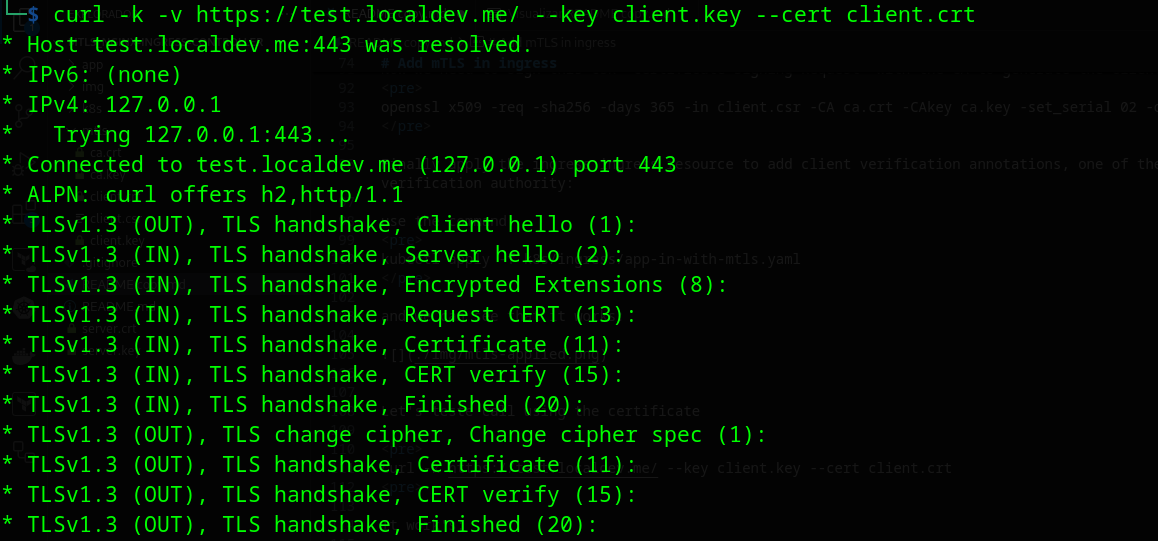 $ curl -k -v https://test.localdev.me/ --key client.key --cert client.crt
* Host test.localdev.me:443 was resolved.
* IPv6: (none)
* IPv4: 127.0.0.1
*   Trying 127.0.0.1:443...
* Connected to test.localdev.me (127.0.0.1) port 443
* ALPN: curl offers h2,http/1.1
* TLSv1.3 (OUT), TLS handshake, Client hello (1):
* TLSv1.3 (IN), TLS handshake, Server hello (2):
* TLSv1.3 (IN), TLS handshake, Encrypted Extensions (8):
* TLSv1.3 (IN), TLS handshake, Request CERT (13):
* TLSv1.3 (IN), TLS handshake, Certificate (11):
* TLSv1.3 (IN), TLS handshake, CERT verify (15):
* TLSv1.3 (IN), TLS handshake, Finished (20):
* TLSv1.3 (OUT), TLS change cipher, Change cipher spec (1):
* TLSv1.3 (OUT), TLS handshake, Certificate (11):
* TLSv1.3 (OUT), TLS handshake, CERT verify (15):
* TLSv1.3 (OUT), TLS handshake, Finished (20):